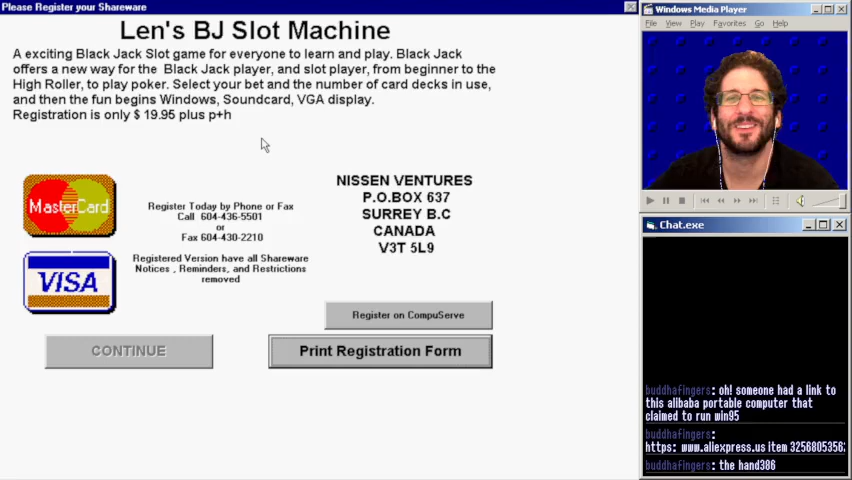 Please Register your Shareware
Len's BJ Slot Machine
A exciting Black Jack Slot game for everyone to learn and play. Black Jack
offers a new way for the Black Jack player, and slot player, from beginner to the
High Roller, to play poker. Select your bet and the number of card decks in use,
and then the fun begins Windows, Soundcard, VGA display.
Registration is only $ 19.95 plus p+h
MasterCard
VISA
Register Today by Phone or Fax
Call 604-436-5501
or
Fax 604-430-2210
Registered Version have all Shareware
Notices , Reminders, and Restrictions
removed
NISSEN VENTURES
P.O.BOX 637
SURREY B.C
CANADA
V3T 5L9
Register on CompuServe
CONTINUE
Print Registration Form
Windows Media Player
File View Play Favorites Go Help
Chat.exe
buddhafingers: oh! someone had a link to
this alibaba portable computer that
claimed to run win95
buddhafingers:
https: www.aliexpress.us item 3256805356
buddhafingers: the hand386